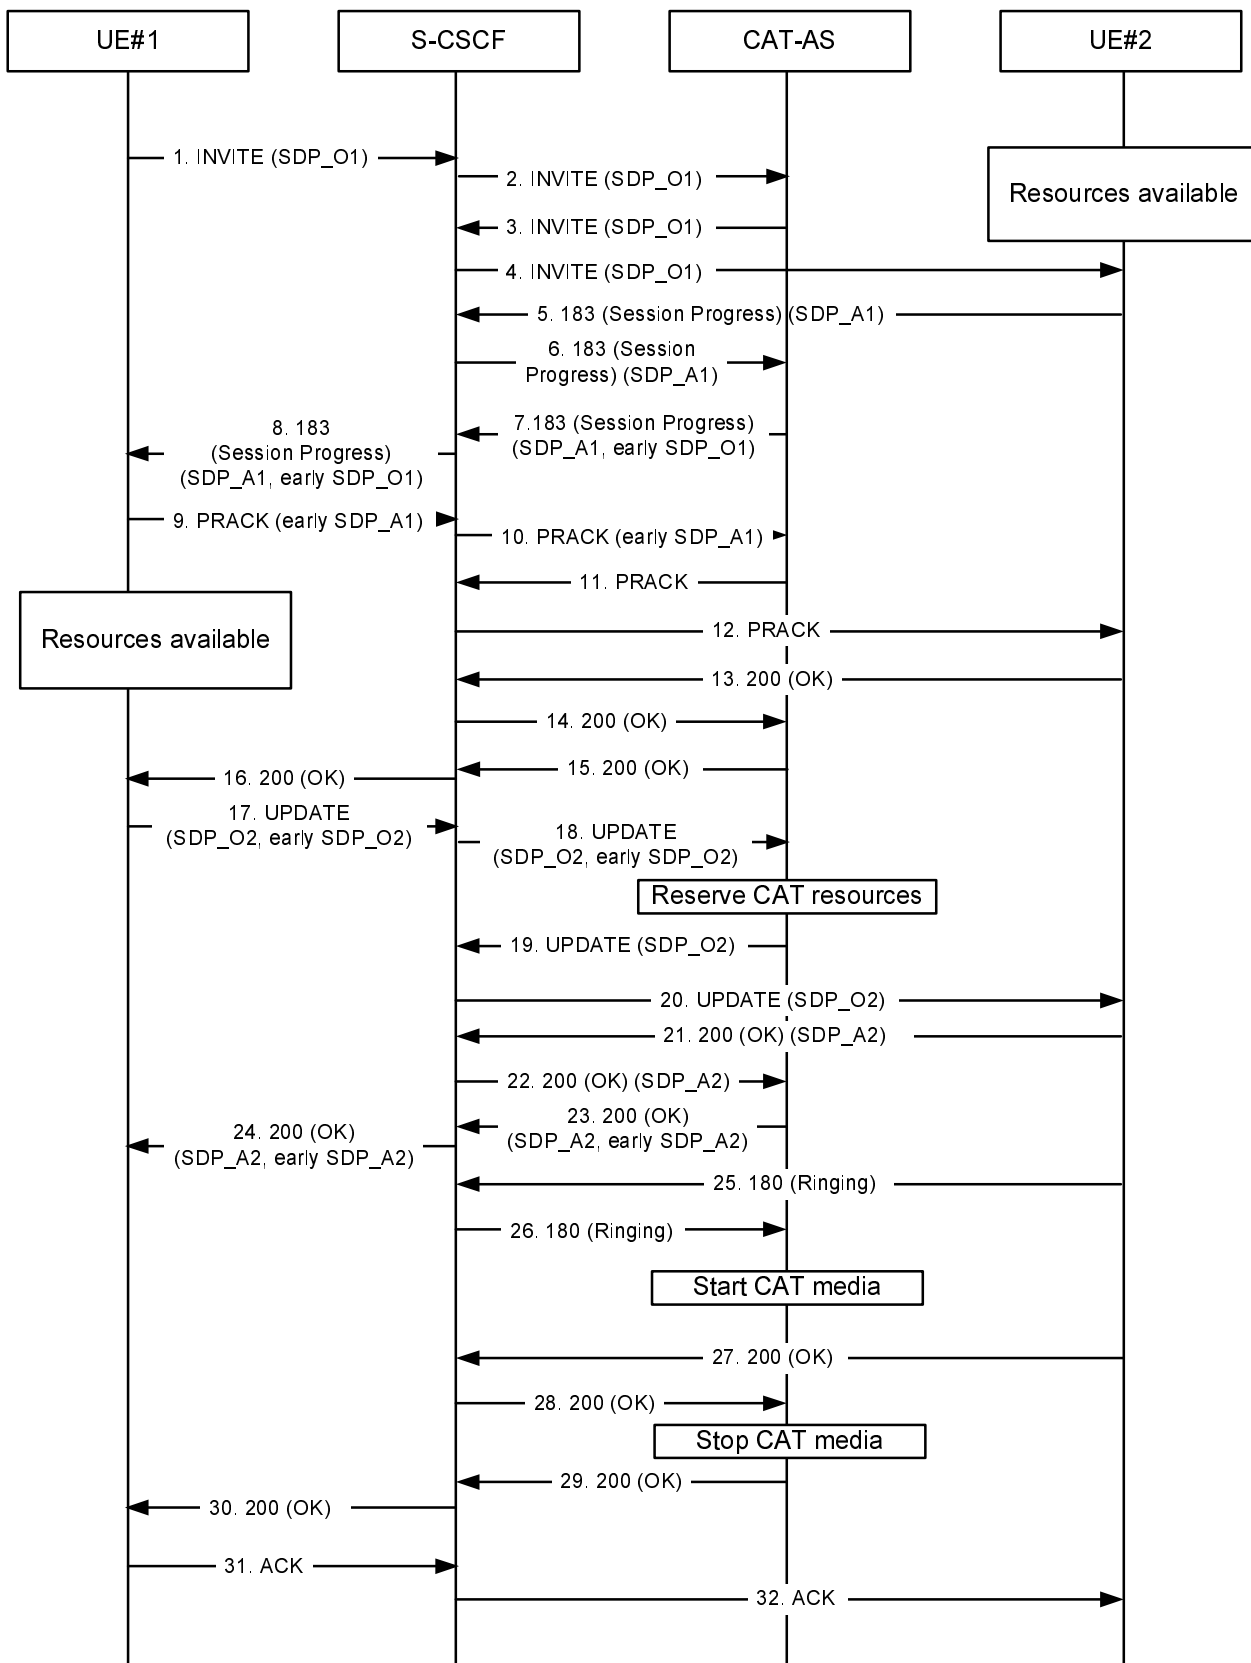 UE#1
S-CSCF
CAT-AS
UE#2
1. INVITE (SDP_O1)
2. INVITE (SDP_O1)
Resources available
3. INVITE (SDP_O1)
4. INVITE (SDP_O1)
5. 183 (Session Progress) (SDP_A1)
6. 183 (Session
Progress) (SDP_A1)
7.183 (Session Progress)
(SDP_A1, early SDP_O1)
8. 183
(Session Progress)
(SDP_A1, early SDP_O1)
9. PRACK (early SDP_A1)
10. PRACK (early SDP_A1)
11. PRACK
Resources available
12. PRACK
13. 200 (OK)
14. 200 (OK)
15. 200 (OK)
16. 200 (OK)
17. UPDATE
(SDP_O2, early SDP_O2)
18. UPDATE
(SDP_O2, early SDP_O2)
Reserve CAT resources
19. UPDATE (SDP_O2)
20. UPDATE (SDP_O2)
21. 200 (OK) (SDP_A2)
22. 200 (OK) (SDP_A2)
23. 200 (OK)
(SDP_A2, early SDP_A2)
24. 200 (OK)
(SDP_A2, early SDP_A2)
25. 180 (Ringing)
26. 180 (Ringing)
Start CAT media
27. 200 (OK)
28. 200 (OK)
Stop CAT media
29. 200 (OK)
30. 200 (OK)
31. ACK
32. ACK